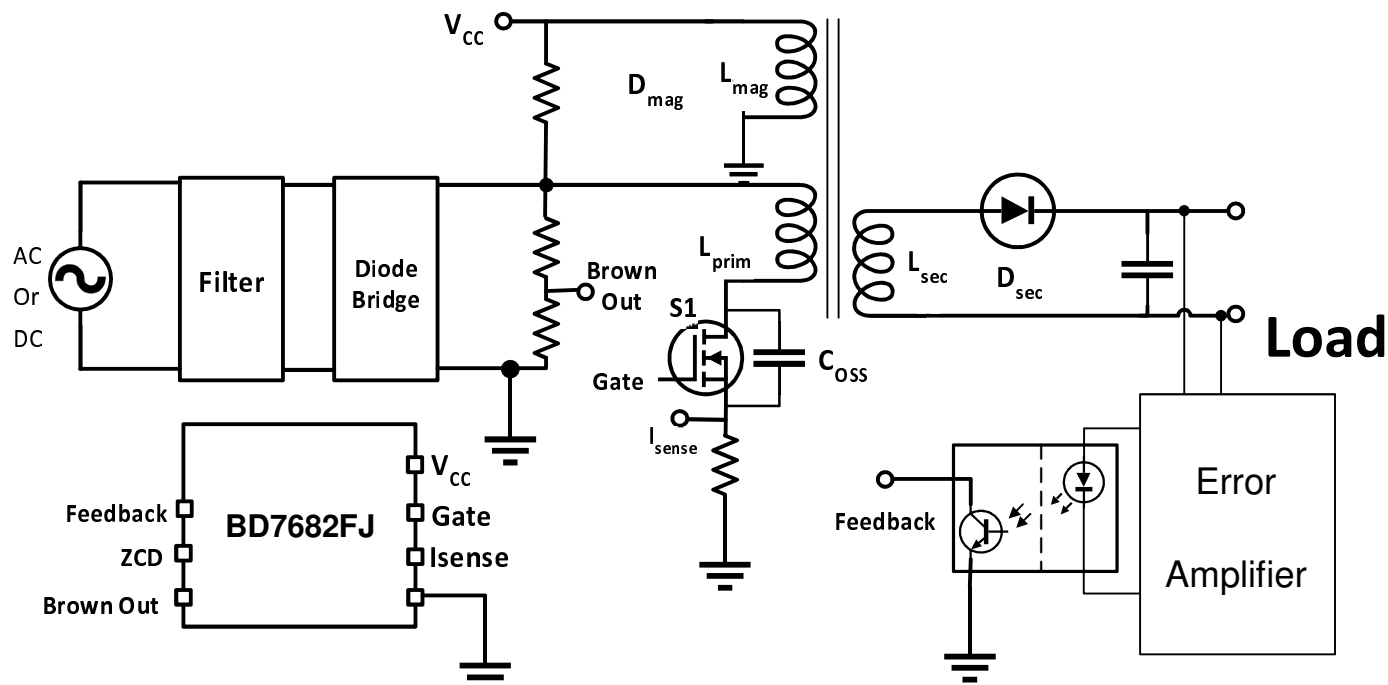 VCC
Dmag
Lmag
AC
Or
DC
Filter
Diode
Bridge
Brown
Out
Lprim
Lsec
Dsec
S1
Gate
COSS
Isense
Load
Feedback
ZCD
Brown Out
BD7682FJ
VCC
Gate
Isense
Feedback
Error
Amplifier